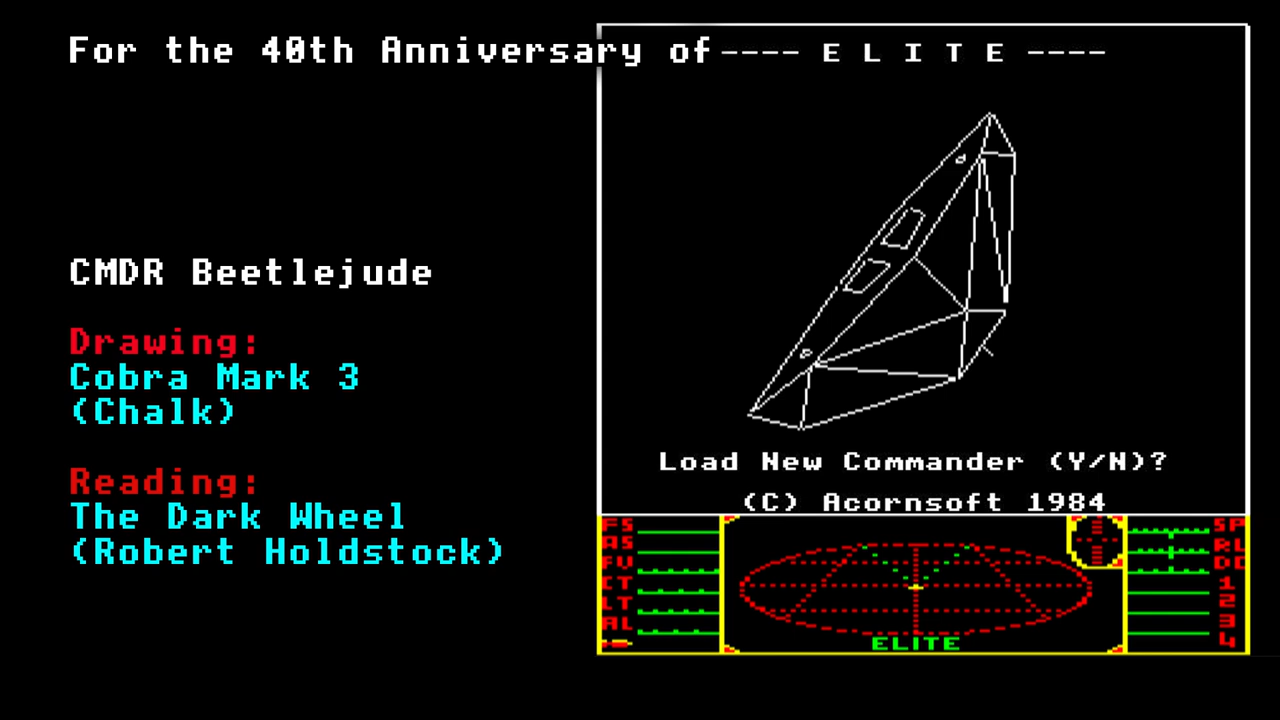 For the 40th Anniversary of ---- E L I T E ----
CMDR Beetlejude
Drawing:
Cobra Mark 3
(Chalk)
Reading:
The Dark Wheel
(Robert Holdstock)
Load New Commander (Y/N)?
(C) Acornsoft 1984
FS
AS
FU
CT
LT
AL
ELITE
SP
RL
DC
1
2
3
4